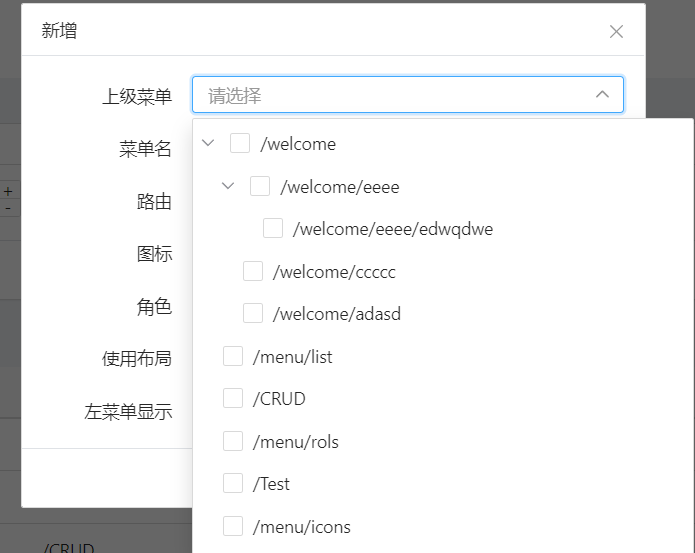 新增
上级菜单 请选择
/welcome
菜单名
/welcome/eeee
路由
/welcome/eeee/edwqdwe
+
-
图标
/welcome/ccccc
角色
/welcome/adasd
使用布局
/menu/list
/CRUD
左菜单显示
/menu/rols
/Test
/menu/icons
/CRUD